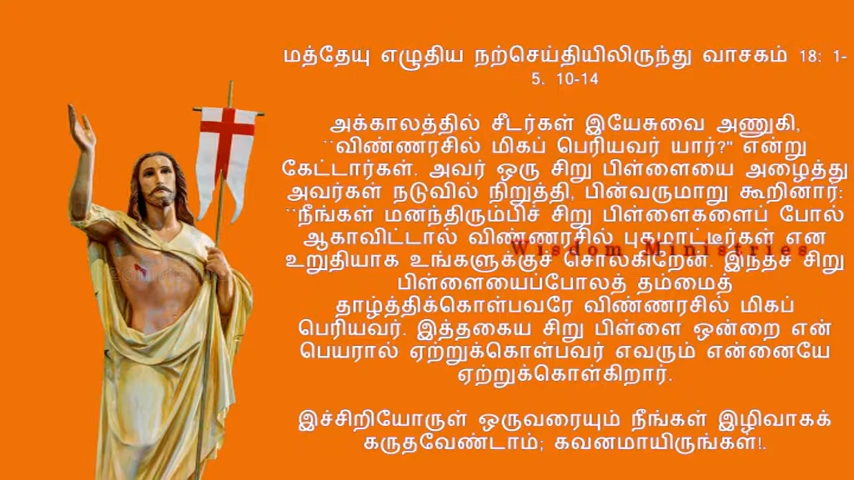 மத்தேயு எழுதிய நற்செய்தியிலிருந்து வாசகம் 18: 1-
5. 10-14
அக்காலத்தில் சீடர்கள் இயேசுவை அணுகி,
``விண்ணரசில் மிகப் பெரியவர் யார்?" என்று
கேட்டார்கள். அவர் ஒரு சிறு பிள்ளையை அழைத்து
அவர்கள் நடுவில் நிறுத்தி, பின்வருமாறு கூறினார்:
``நீங்கள் மனந்திரும்பிச் சிறு பிள்ளைகளைப் போல்
ஆகாவிட்டால் விண்ணரசில் புகமாட்டீர்கள் என
Wisdom Ministries
உறுதியாக உங்களுக்குச் சொல்கிறேன். இந்தச் சிறு
பிள்ளையைப்போலத் தம்மைத்
தாழ்த்திக்கொள்பவரே விண்ணரசில் மிகப்
பெரியவர். இத்தகைய சிறு பிள்ளை ஒன்றை என்
பெயரால் ஏற்றுக்கொள்பவர் எவரும் என்னையே
ஏற்றுக்கொள்கிறார்.
இச்சிறியோருள் ஒருவரையும் நீங்கள் இழிவாகக்
கருதவேண்டாம்; கவனமாயிருங்கள்!.